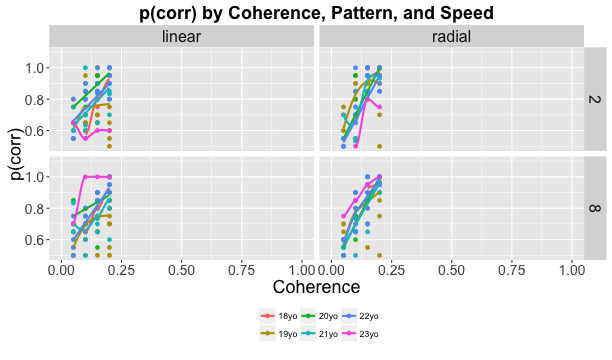 p(corr) by Coherence, Pattern, and Speed
linear radial
1.0
0.8
0.6
2
p(corr)
1.0
0.8
0.6
8
0.00 0.25 0.50 0.75 1.00 0.00 0.25 0.50 0.75 1.00
Coherence
18yo 20yo 22yo
19yo 21yo 23yo